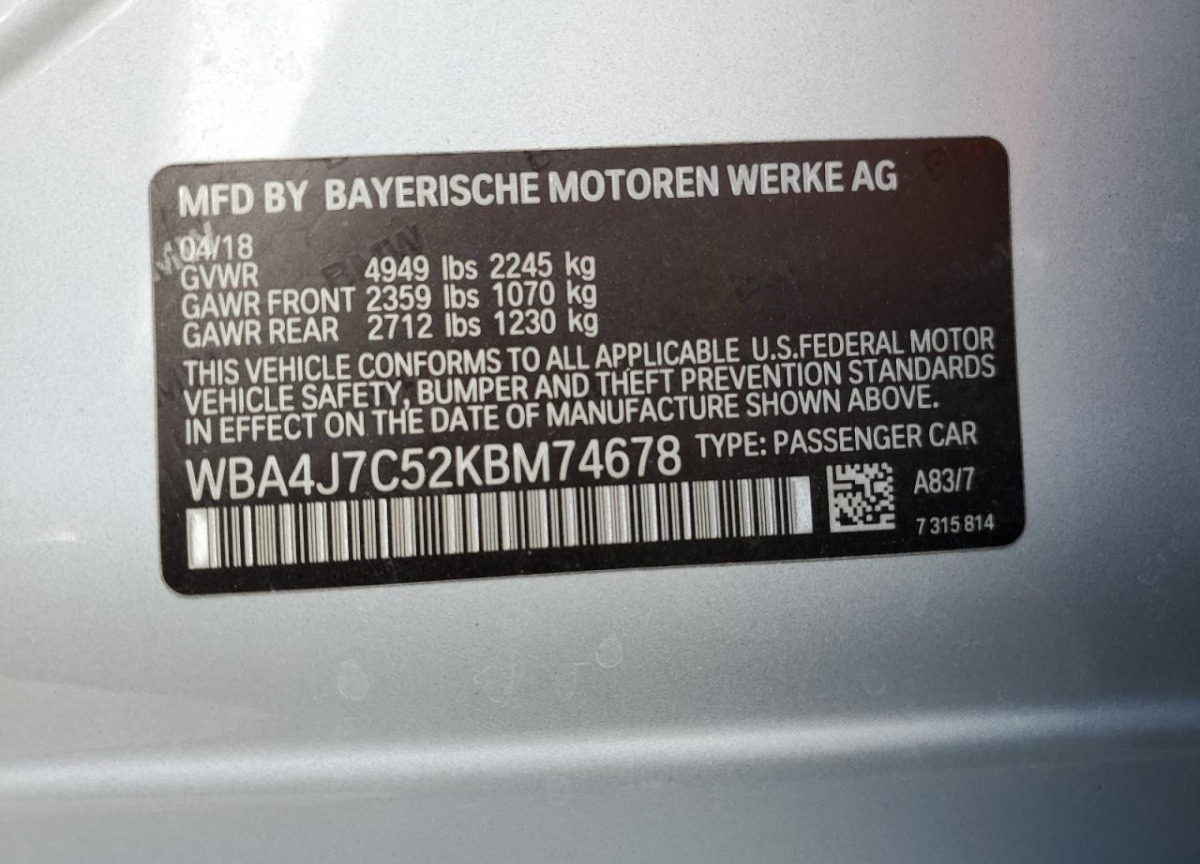 MFD BY BAYERISCHE MOTOREN WERKE AG
04/18
GVWR 4949 lbs 2245 kg
GAWR FRONT 2359 lbs 1070 kg
GAWR REAR 2712 lbs 1230 kg
THIS VEHICLE CONFORMS TO ALL APPLICABLE U.S.FEDERAL MOTOR
VEHICLE SAFETY, BUMPER AND THEFT PREVENTION STANDARDS
IN EFFECT ON THE DATE OF MANUFACTURE SHOWN ABOVE.
WBA4J7C52KBM74678 TYPE: PASSENGER CAR
A83/7
7 315 814